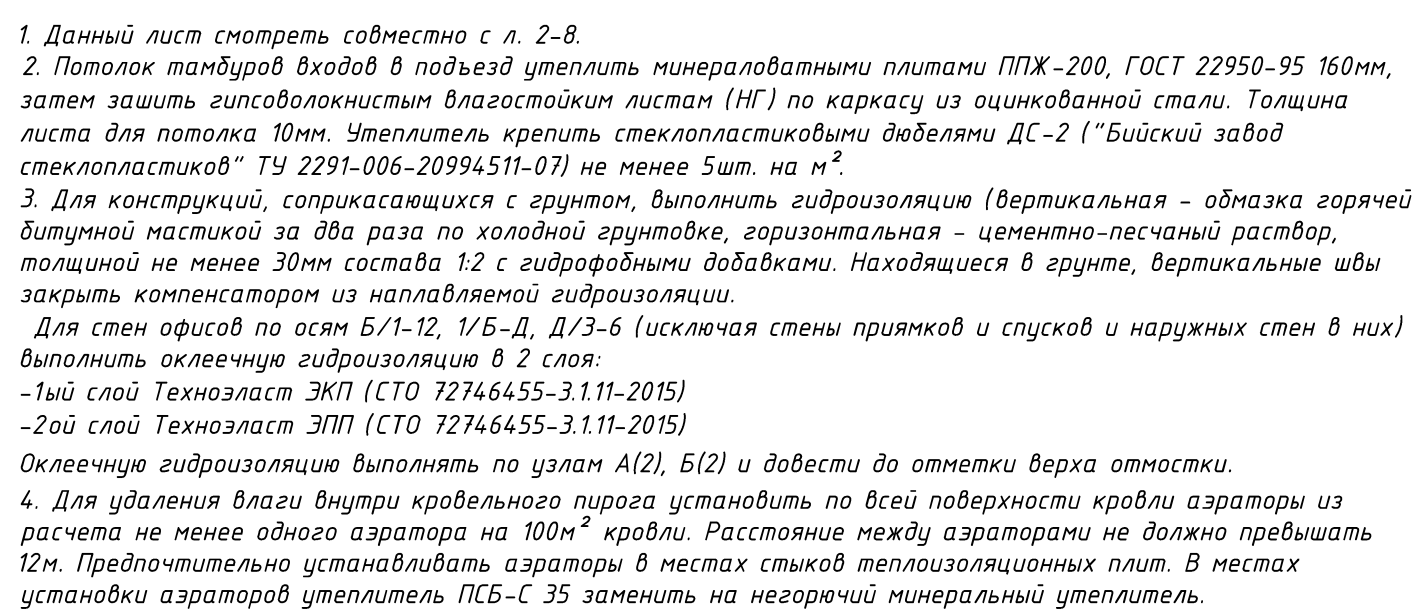 1. Данный лист смотреть совместно с л. 2-8.
2. Потолок тамбуров входов в подъезд утеплить минераловатными плитами ППЖ-200, ГОСТ 22950-95 160мм,
затем зашить гипсоволокнистым влагостойким листам (НГ) по каркасу из оцинкованной стали. Толщина
листа для потолка 10мм. Утеплитель крепить стеклопластиковыми дюбелями ДС-2 ("Бийский завод
стеклопластиков" ТУ 2291-006-20994511-07) не менее 5шт. на м².
3. Для конструкций, соприкасающихся с грунтом, выполнить гидроизоляцию (вертикальная - обмазка горячей
битумной мастикой за два раза по холодной грунтовке, горизонтальная - цементно-песчаный раствор,
толщиной не менее 30мм состава 1:2 с гидрофобными добавками. Находящиеся в грунте, вертикальные швы
закрыть компенсатором из наплавляемой гидроизоляции.
Для стен офисов по осям Б/1-12, 1/Б-Д, Д/3-6 (исключая стены приямков и спусков и наружных стен в них)
выполнить оклеечную гидроизоляцию в 2 слоя:
-1ый слой Техноэласт ЭКП (СТО 72746455-3.1.11-2015)
-2ой слой Техноэласт ЭПП (СТО 72746455-3.1.11-2015)
Оклеечную гидроизоляцию выполнять по узлам А(2), Б(2) и довести до отметки верха отмостки.
4. Для удаления влаги внутри кровельного пирога установить по всей поверхности кровли аэраторы из
расчета не менее одного аэратора на 100м² кровли. Расстояние между аэраторами не должно превышать
12м. Предпочтительно устанавливать аэраторы в местах стыков теплоизоляционных плит. В местах
установки аэраторов утеплитель ПСБ-С 35 заменить на негорючий минеральный утеплитель.